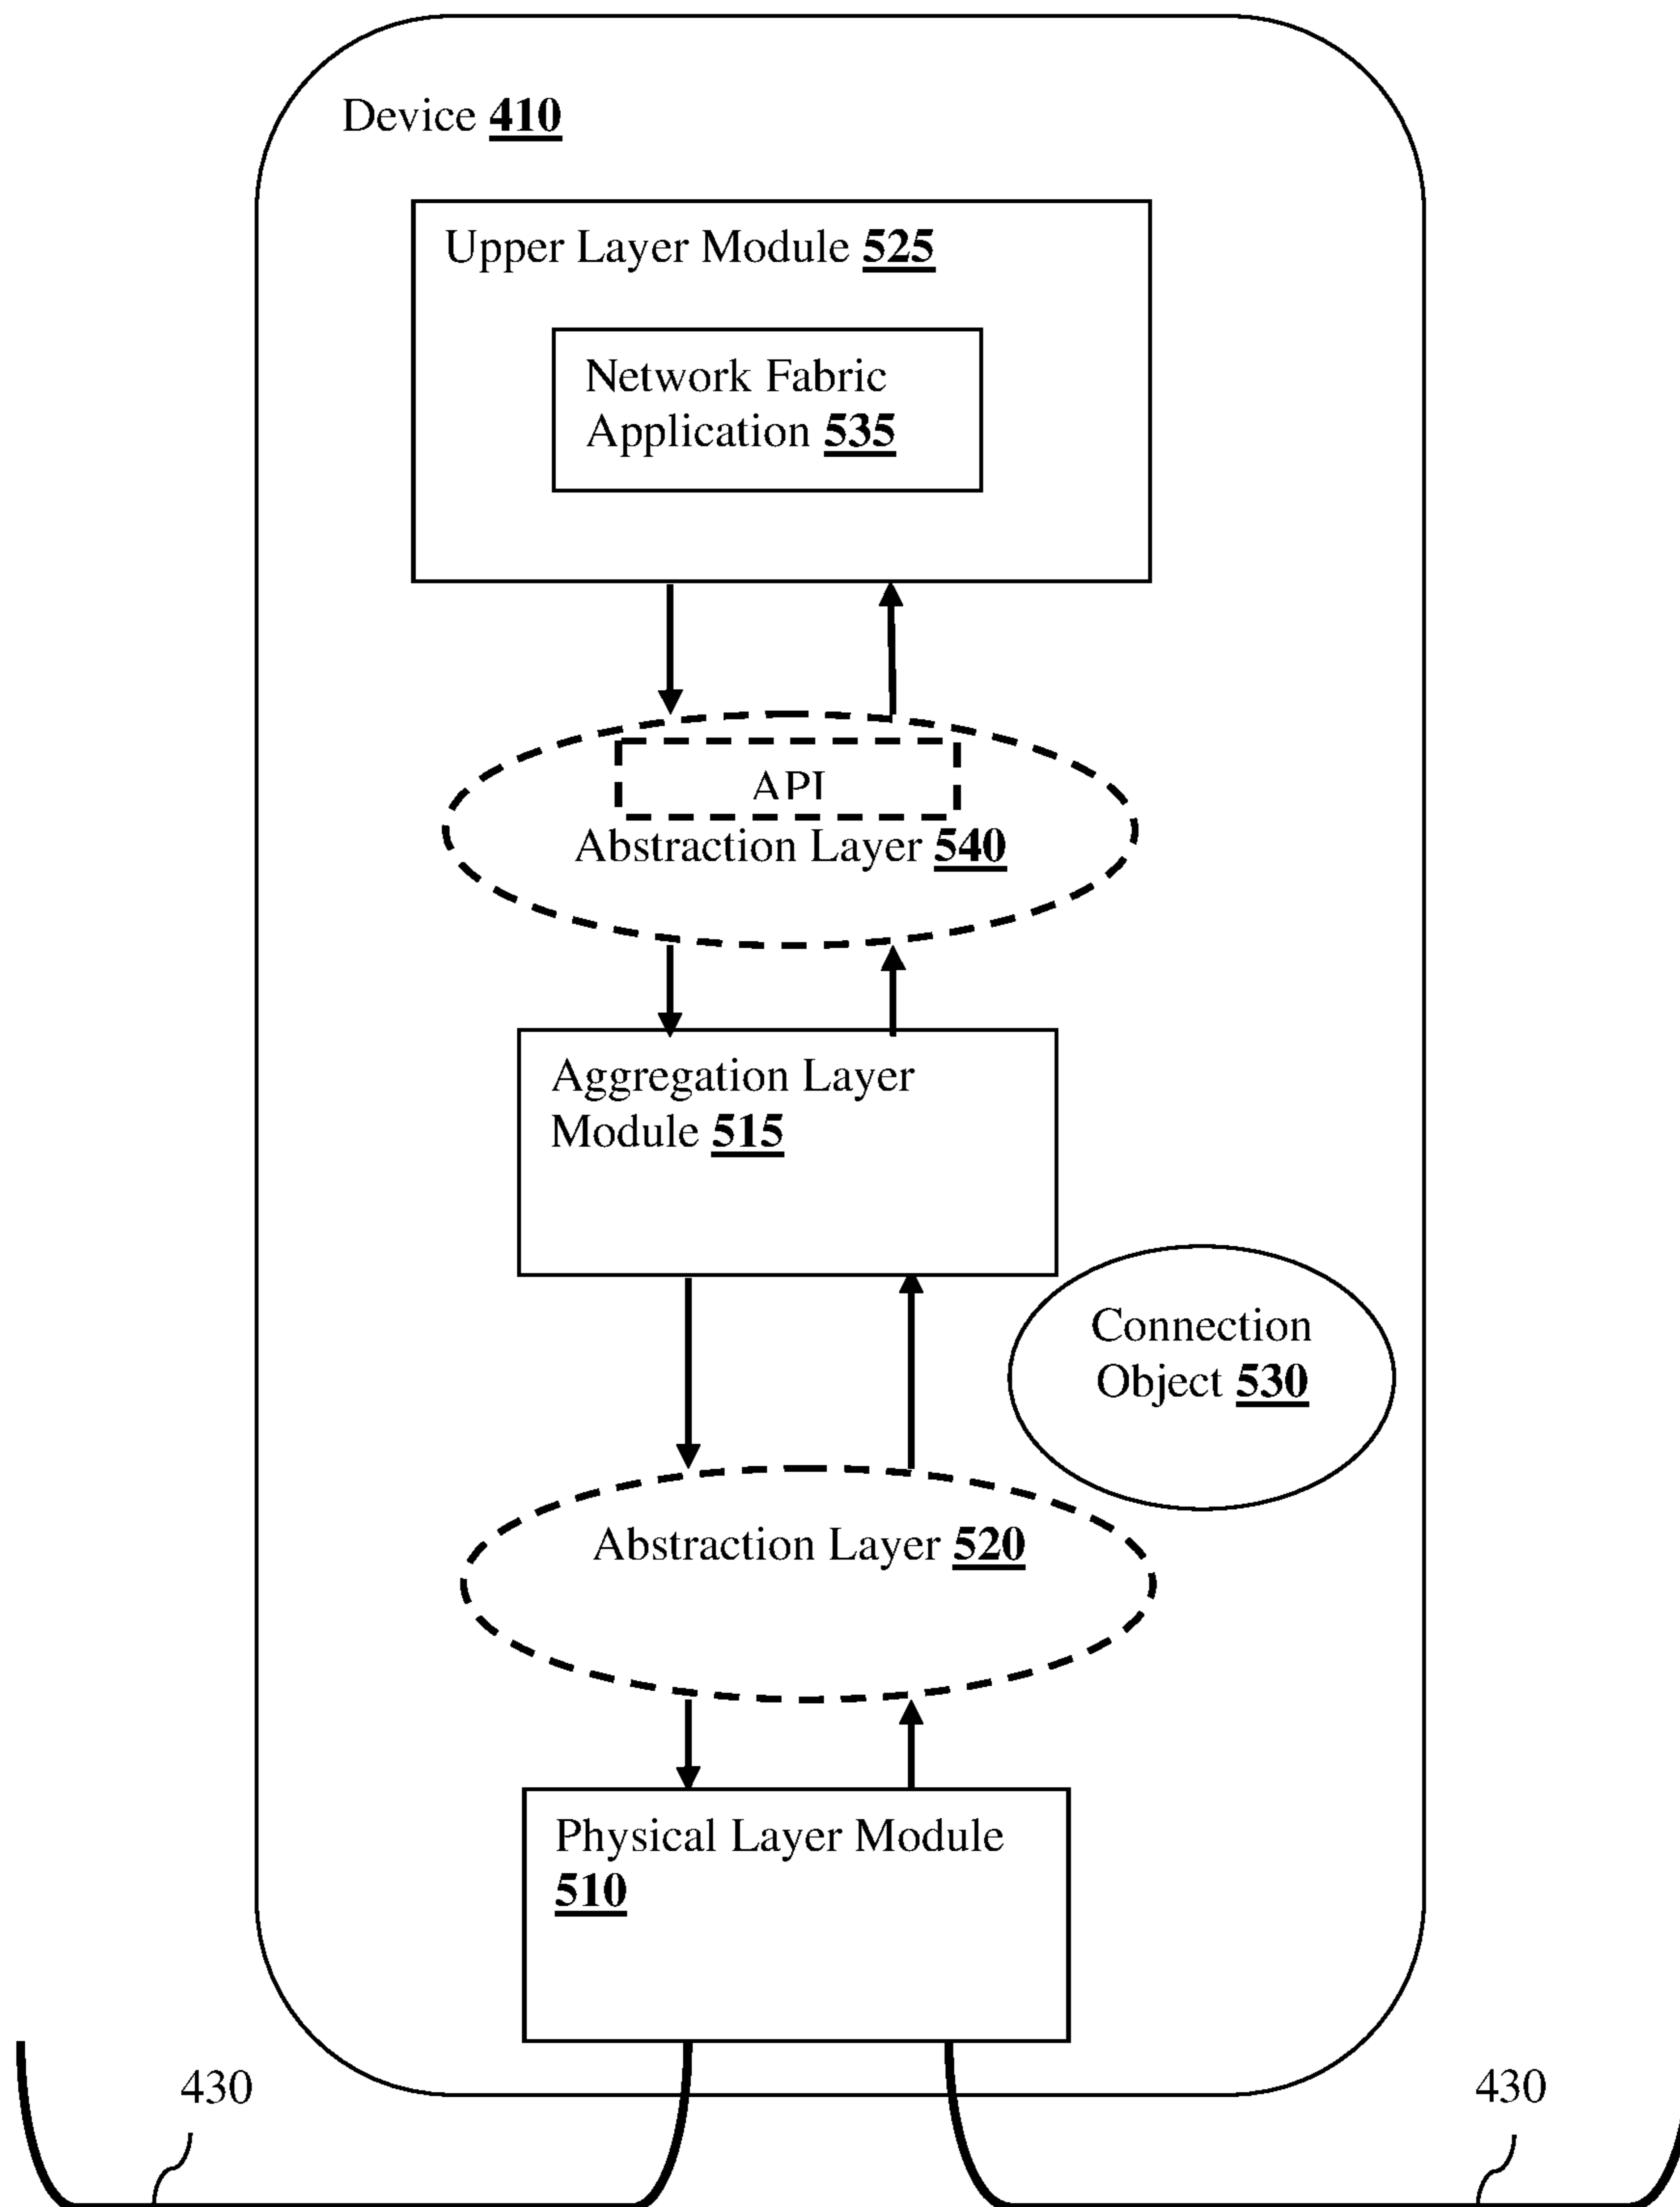 Device 410
Upper Layer Module 525
Network Fabric
Application 535
API
Abstraction Layer 540
Aggregation Layer
Module 515
Connection
Object 530
Abstraction Layer 520
Physical Layer Module
510
430
430